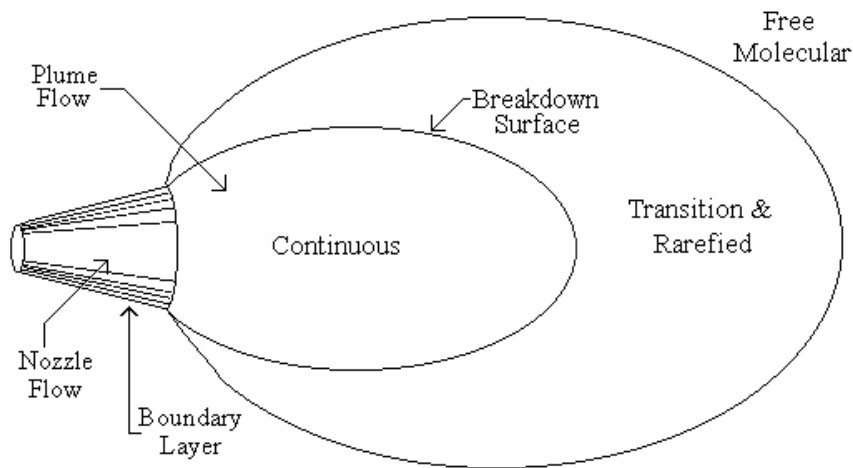 Free
Molecular
Plume
Flow
Breakdown
Surface
Transition &
Rarefied
Continuous
Nozzle
Flow
Boundary
Layer